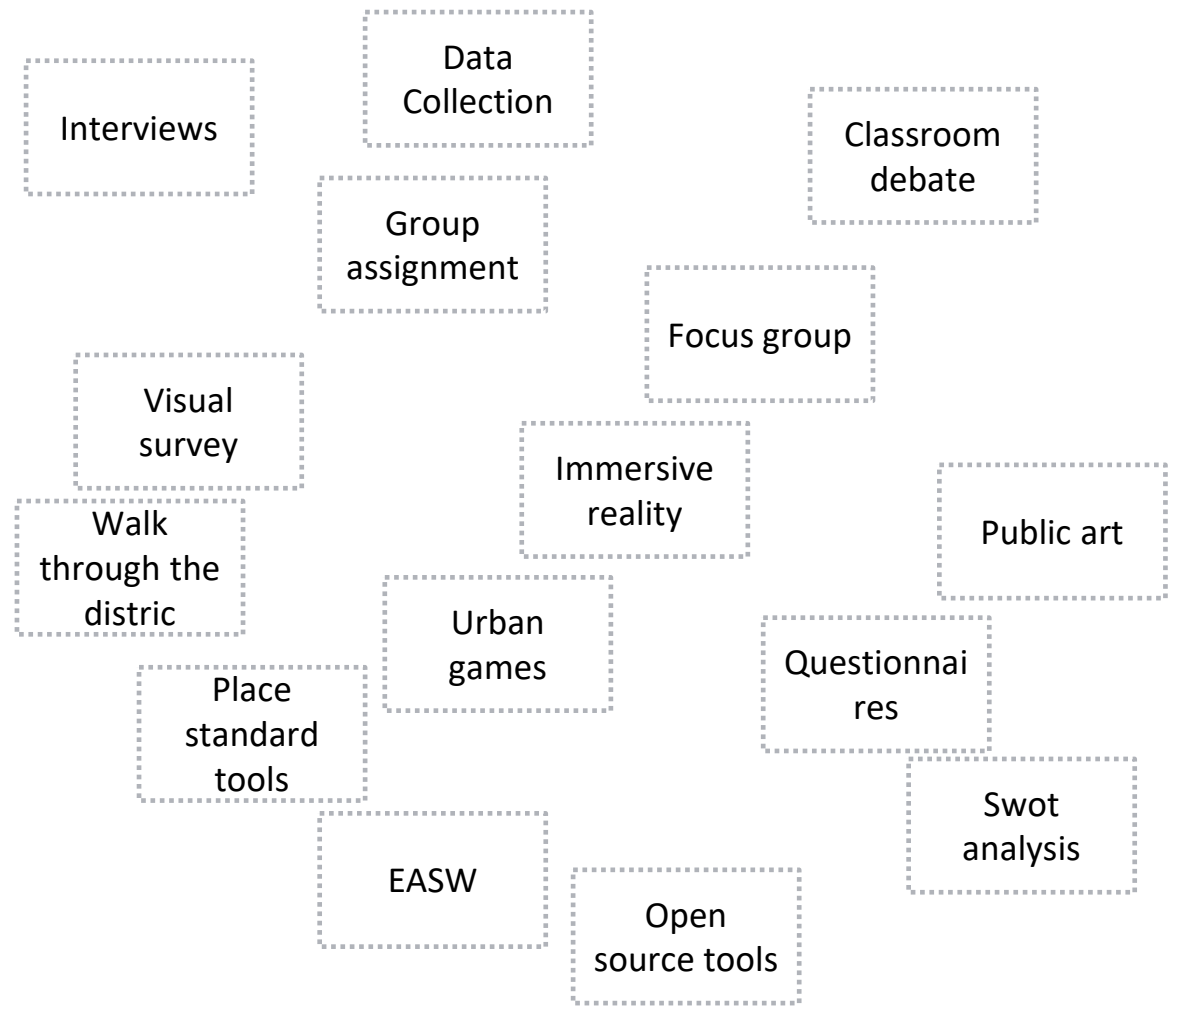 Data
Collection
Interviews
Classroom
debate
Group
assignment
Focus group
Visual
survey
Immersive
reality
Public art
Walk
through the
distric
Urban
games
Questionnai
res
Place
standard
tools
Swot
analysis
EASW
Open
source tools